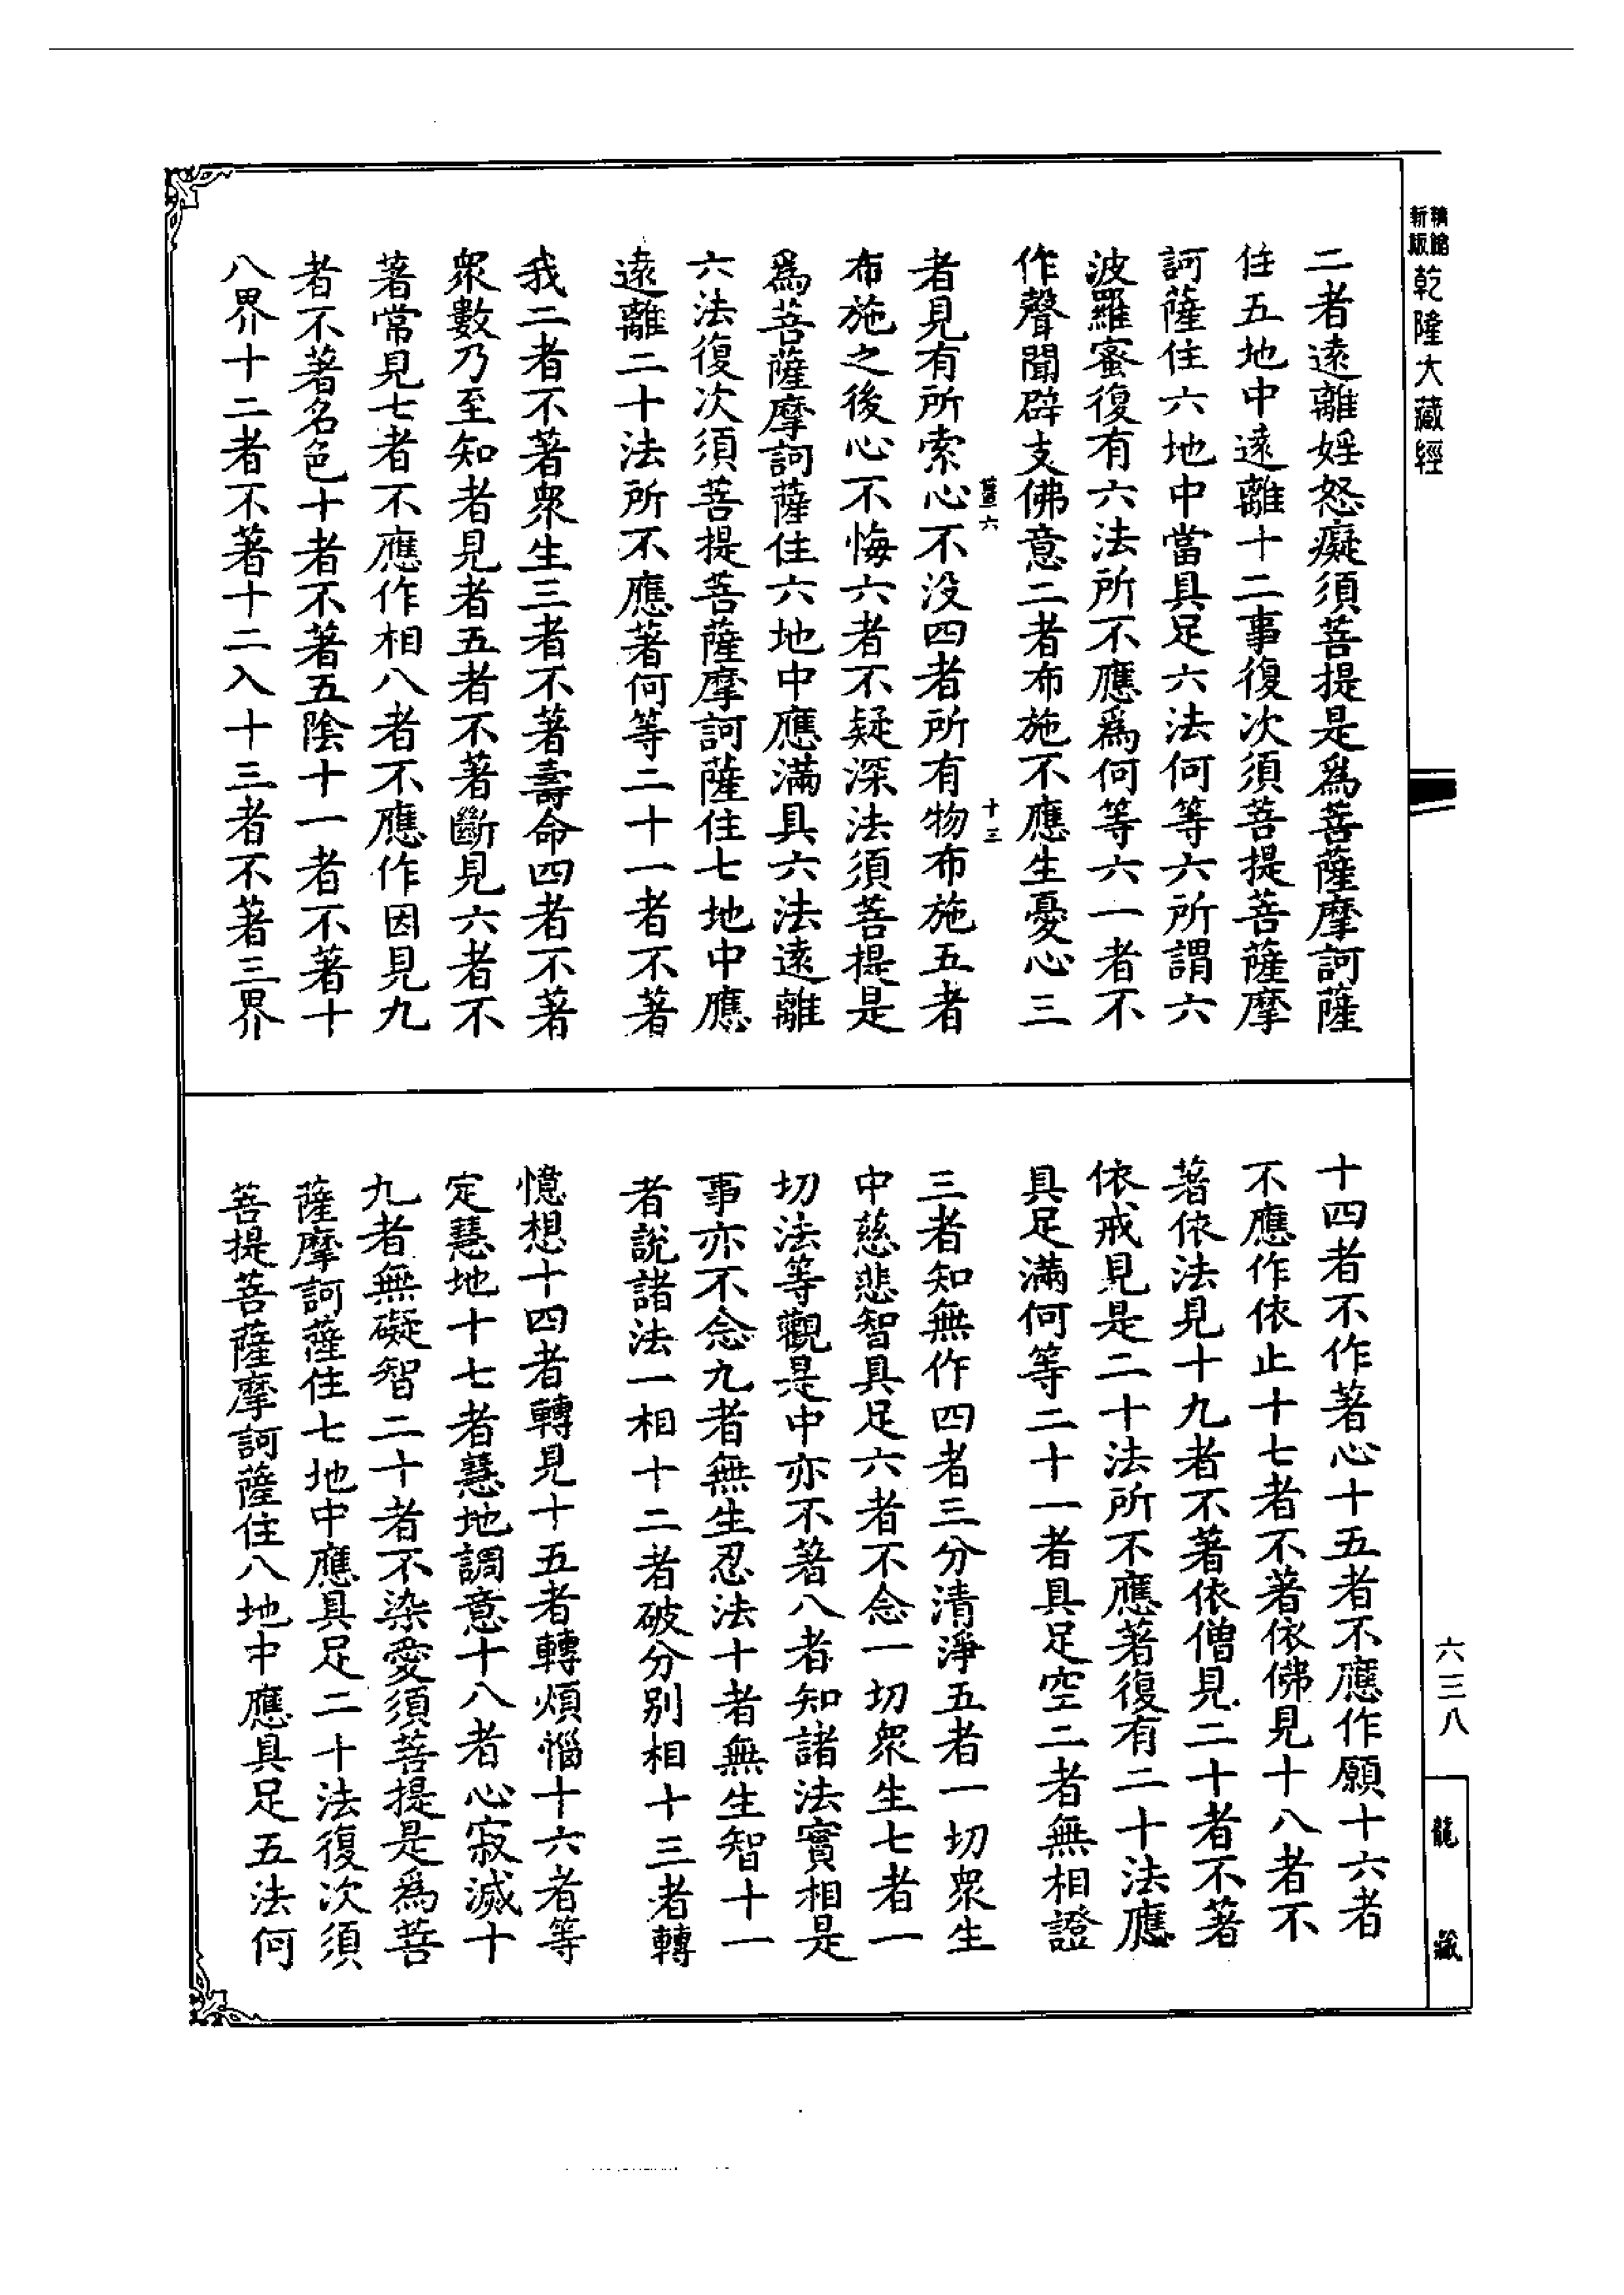 精縮
新版
乾隆大藏經
二者遠離婬怒癡須菩提是爲菩薩摩訶薩
住五地中遠離十二事復次須菩提菩薩摩
訶薩住六地中當具足六法何等六所謂六
波羅蜜復有六法所不應爲何等六一者不
作聲聞辟支佛意二者布施不應生憂心三
者見有所索心不没四者所有物布施五者
布施之後心不悔六者不疑深法須菩提是
爲菩薩摩訶薩住六地中應滿具六法遠離
六法復次須菩提菩薩摩訶薩住七地中應
遠離二十法所不應著何等二十一者不著
我二者不著衆生三者不著壽命四者不著
衆數乃至知者見者五者不著斷見六者不
著常見七者不應作相八者不應作因見九
者不著名色十者不著五陰十一者不著十
八界十二者不著十二入十三者不著三界
十四者不作著心十五者不應作願十六者
不應作依止十七者不著依佛見十八者不
著依法見十九者不著依僧見二十者不著
依戒見是二十法所不應著復有二十法應
具足滿何等二十一者具足空二者無相證
三者知無作四者三分清淨五者一切衆生
中慈悲智具足六者不念一切衆生七者一
切法等觀是中亦不著八者知諸法實相是
事亦不念九者無生忍法十者無生智十一
者說諸法一相十二者破分别相十三者轉
憶想十四者轉見十五者轉煩惱十六者等
定慧地十七者慧地調意十八者心寂滅十
九者無礙智二十者不染愛須菩提是爲菩
薩摩訶薩住七地中應具足二十法復次須
菩提菩薩摩訶薩住八地中應具足五法何
六
十三
六三八
龍藏